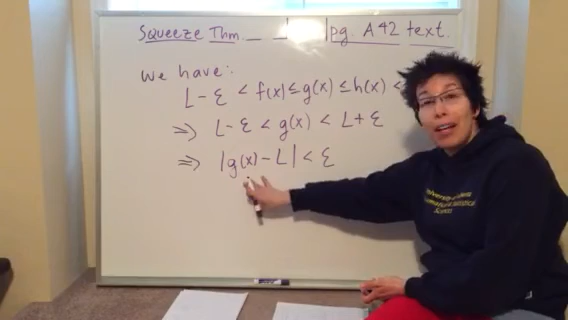 Squeeze Thm. pg. A42 text.
We have:
L-ε < f(x) ≤ g(x) ≤ h(x) <
⇒ L-ε < g(x) < L+ε
⇒ |g(x) - L| < ε